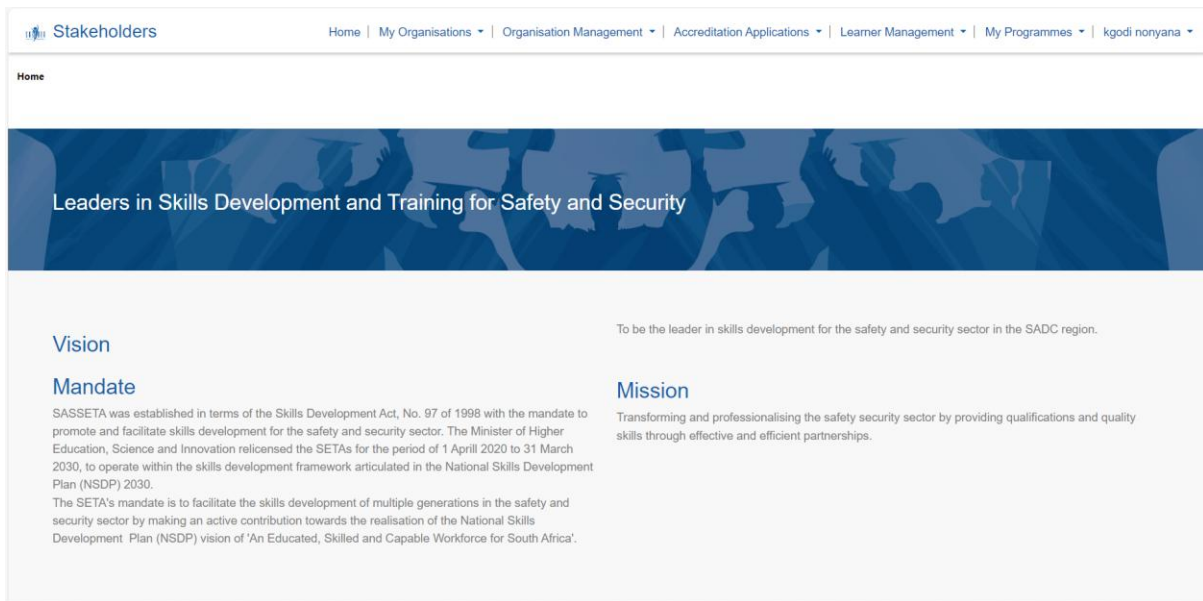 Stakeholders
Home | My Organisations | Organisation Management | Accreditation Applications | Learner Management | My Programmes | kgodi nonyana
Home
Leaders in Skills Development and Training for Safety and Security
Vision
To be the leader in skills development for the safety and security sector in the SADC region.
Mandate
SASSETA was established in terms of the Skills Development Act, No. 97 of 1998 with the mandate to
promote and facilitate skills development for the safety and security sector. The Minister of Higher
Education, Science and Innovation relicensed the SETAs for the period of 1 Aprill 2020 to 31 March
2030, to operate within the skills development framework articulated in the National Skills Development
Plan (NSDP) 2030.
The SETA's mandate is to facilitate the skills development of multiple generations in the safety and
security sector by making an active contribution towards the realisation of the National Skills
Development Plan (NSDP) vision of 'An Educated, Skilled and Capable Workforce for South Africa'.
Mission
Transforming and professionalising the safety security sector by providing qualifications and quality
skills through effective and efficient partnerships.